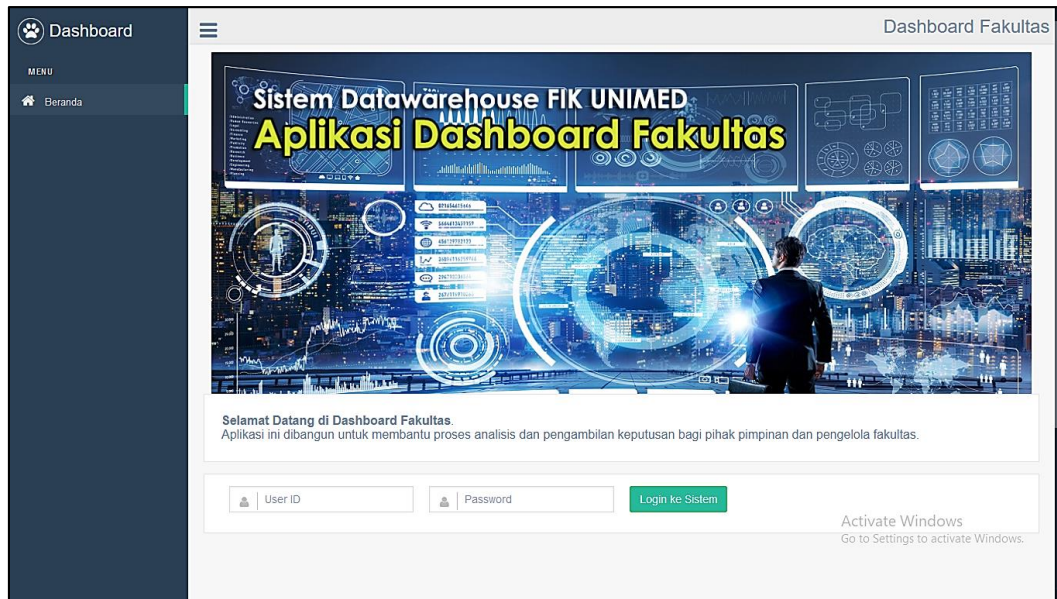 Dashboard
Dashboard Fakultas
MENU
Beranda
Sistem Datawarehouse FIK UNIMED
Aplikasi Dashboard Fakultas
Selamat Datang di Dashboard Fakultas.
Aplikasi ini dibangun untuk membantu proses analisis dan pengambilan keputusan bagi pihak pimpinan dan pengelola fakultas.
User ID
Password
Login ke Sistem
Activate Windows
Go to Settings to activate Windows.